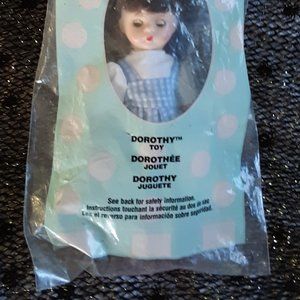 DOROTHY™
TOY
DOROTHÉE
JOUET
DOROTHY
JUGUETE
See back for safety information.
Instructions touchant la sécurité au dos du sac
Lea el reverso para información sobre seguridad.